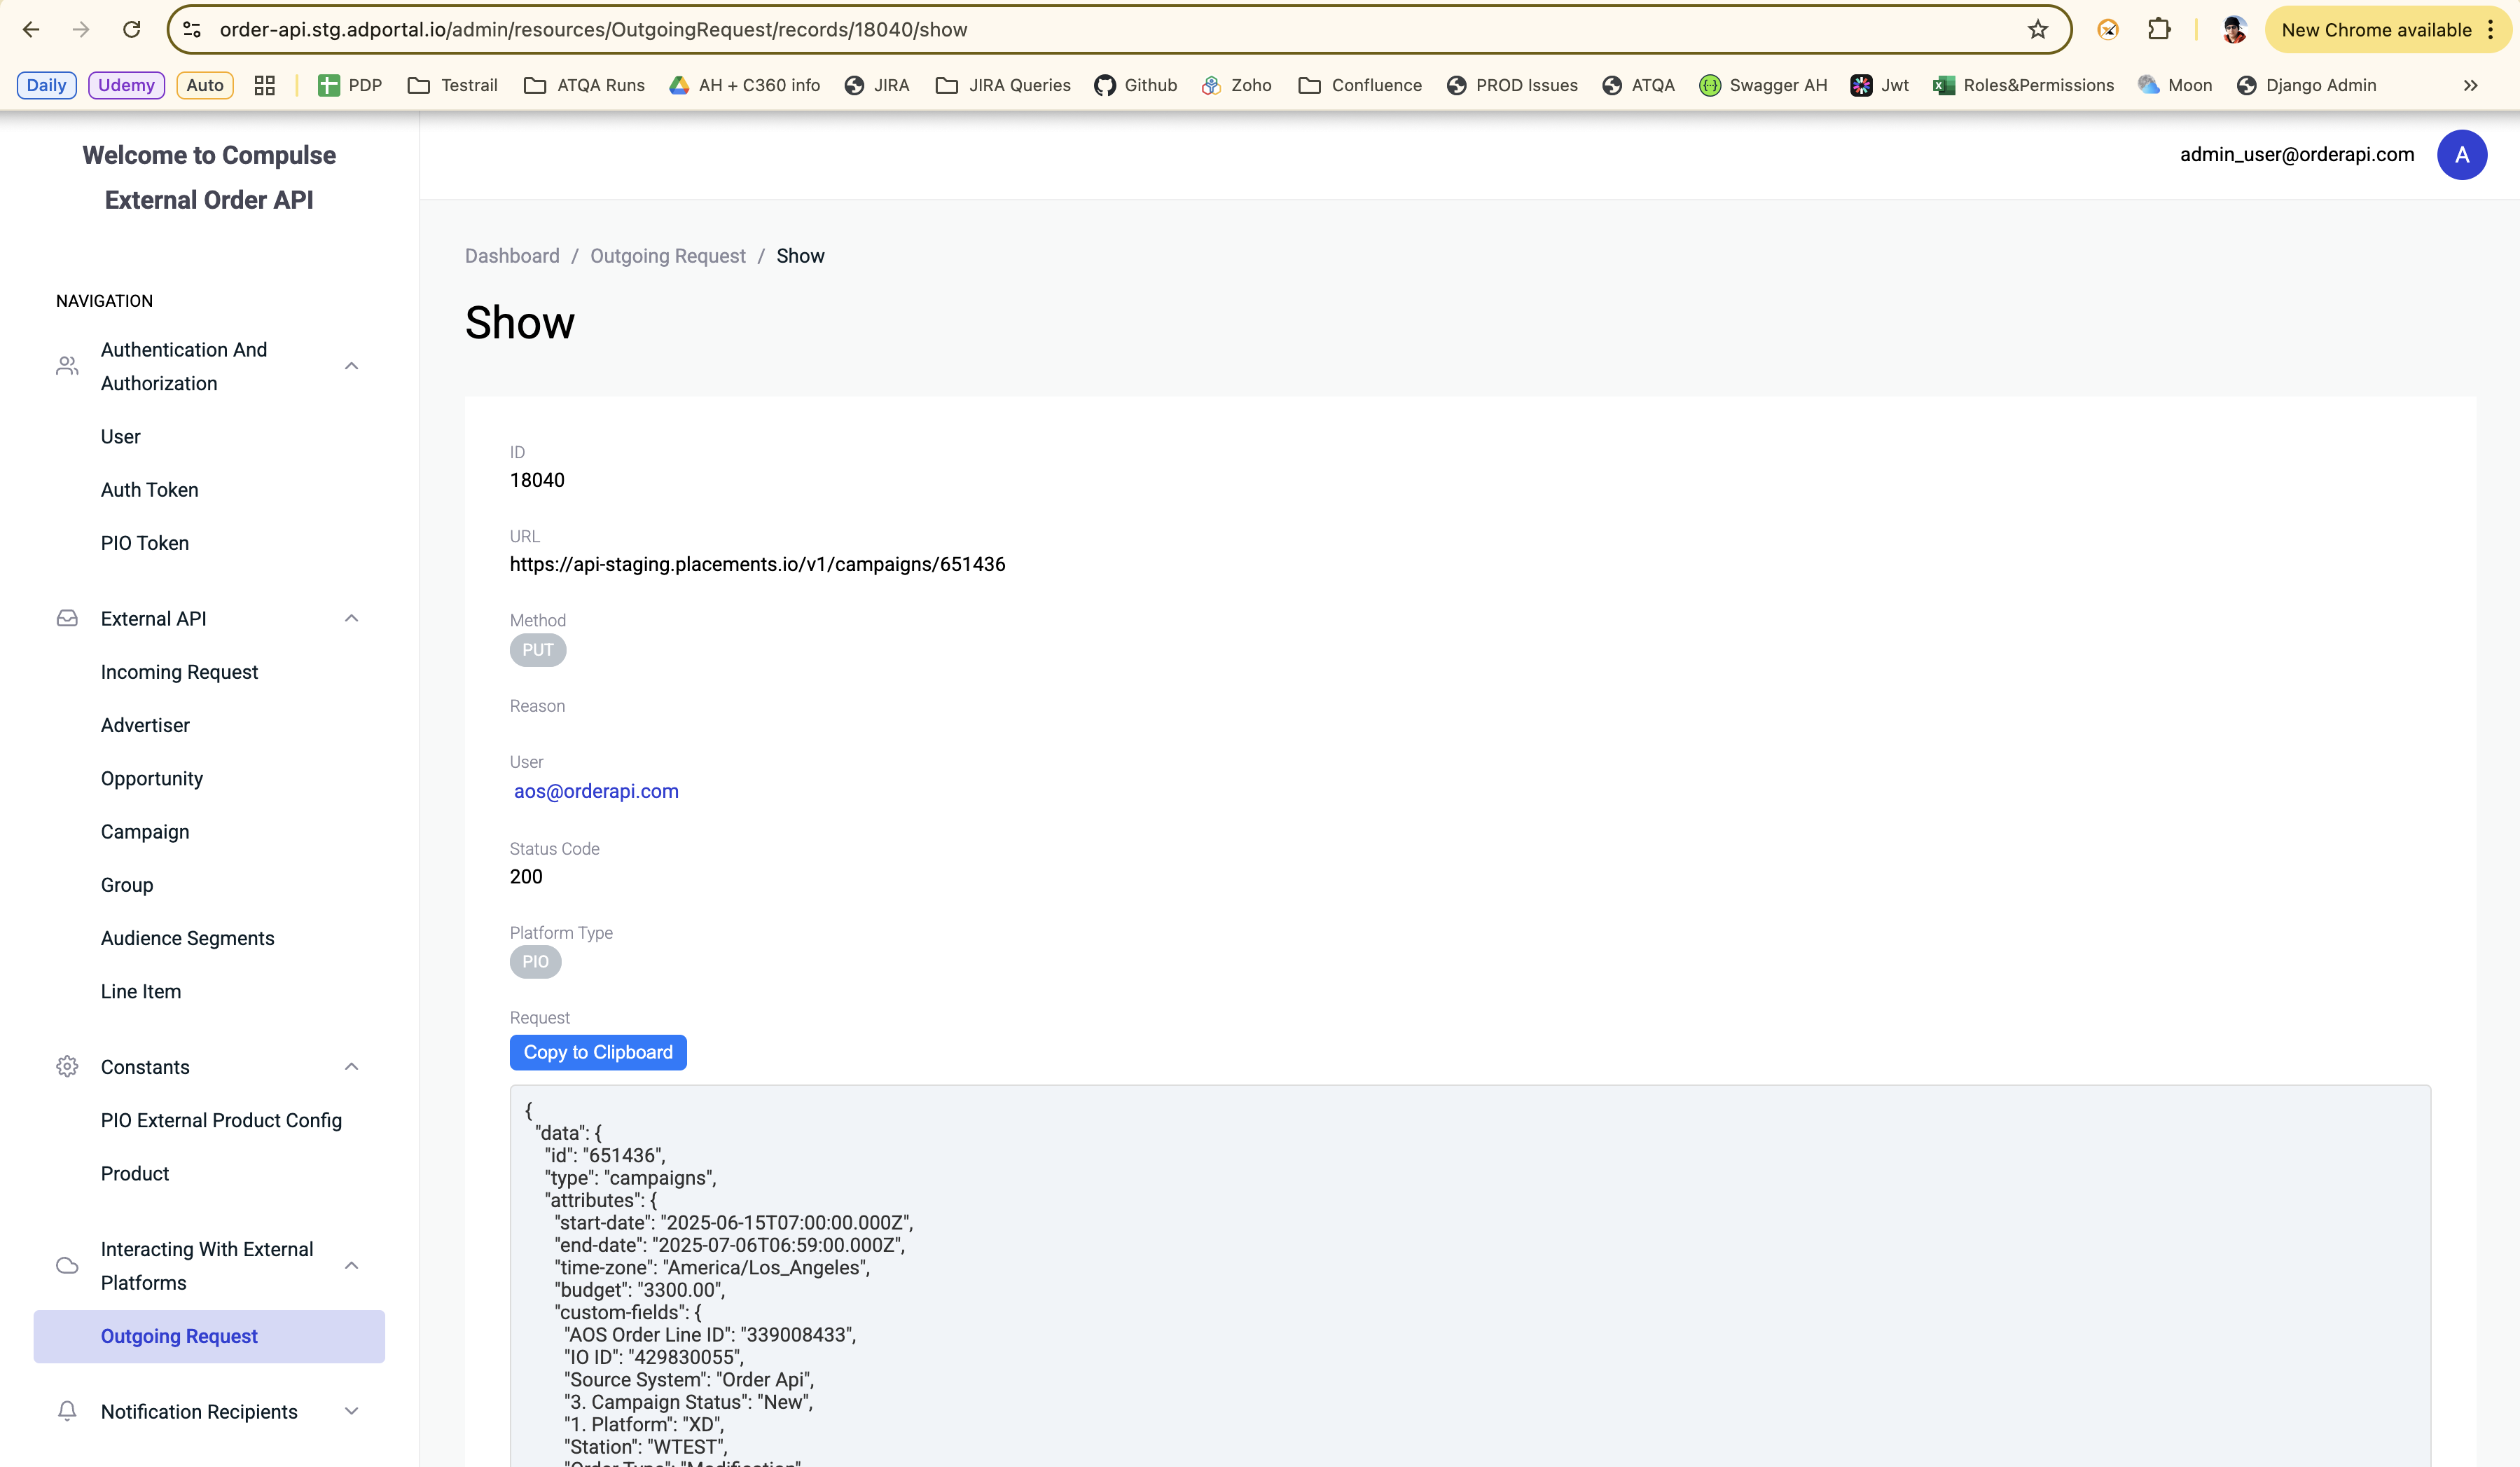 order-api.stg.adportal.io/admin/resources/OutgoingRequest/records/18040/show
New Chrome available
Daily
Udemy
Auto
PDP
Testrail
ATQA Runs
AH + C360 info
JIRA
JIRA Queries
Github
Zoho
Confluence
PROD Issues
ATQA
Swagger AH
Jwt
Roles&Permissions
Moon
Django Admin
Welcome to Compulse
External Order API
NAVIGATION
Authentication And
Authorization
User
Auth Token
PIO Token
External API
Incoming Request
Advertiser
Opportunity
Campaign
Group
Audience Segments
Line Item
Constants
PIO External Product Config
Product
Interacting With External
Platforms
Outgoing Request
Notification Recipients
admin_user@orderapi.com
A
Dashboard / Outgoing Request / Show
Show
ID
18040
URL
https://api-staging.placements.io/v1/campaigns/651436
Method
PUT
Reason
User
aos@orderapi.com
Status Code
200
Platform Type
PIO
Request
Copy to Clipboard
{
"data": {
"id": "651436",
"type": "campaigns",
"attributes": {
"start-date": "2025-06-15T07:00:00.000Z",
"end-date": "2025-07-06T06:59:00.000Z",
"time-zone": "America/Los_Angeles",
"budget": "3300.00",
"custom-fields": {
"AOS Order Line ID": "339008433",
"IO ID": "429830055",
"Source System": "Order Api",
"3. Campaign Status": "New",
"1. Platform": "XD",
"Station": "WTEST",
"Order Type": "Modification"